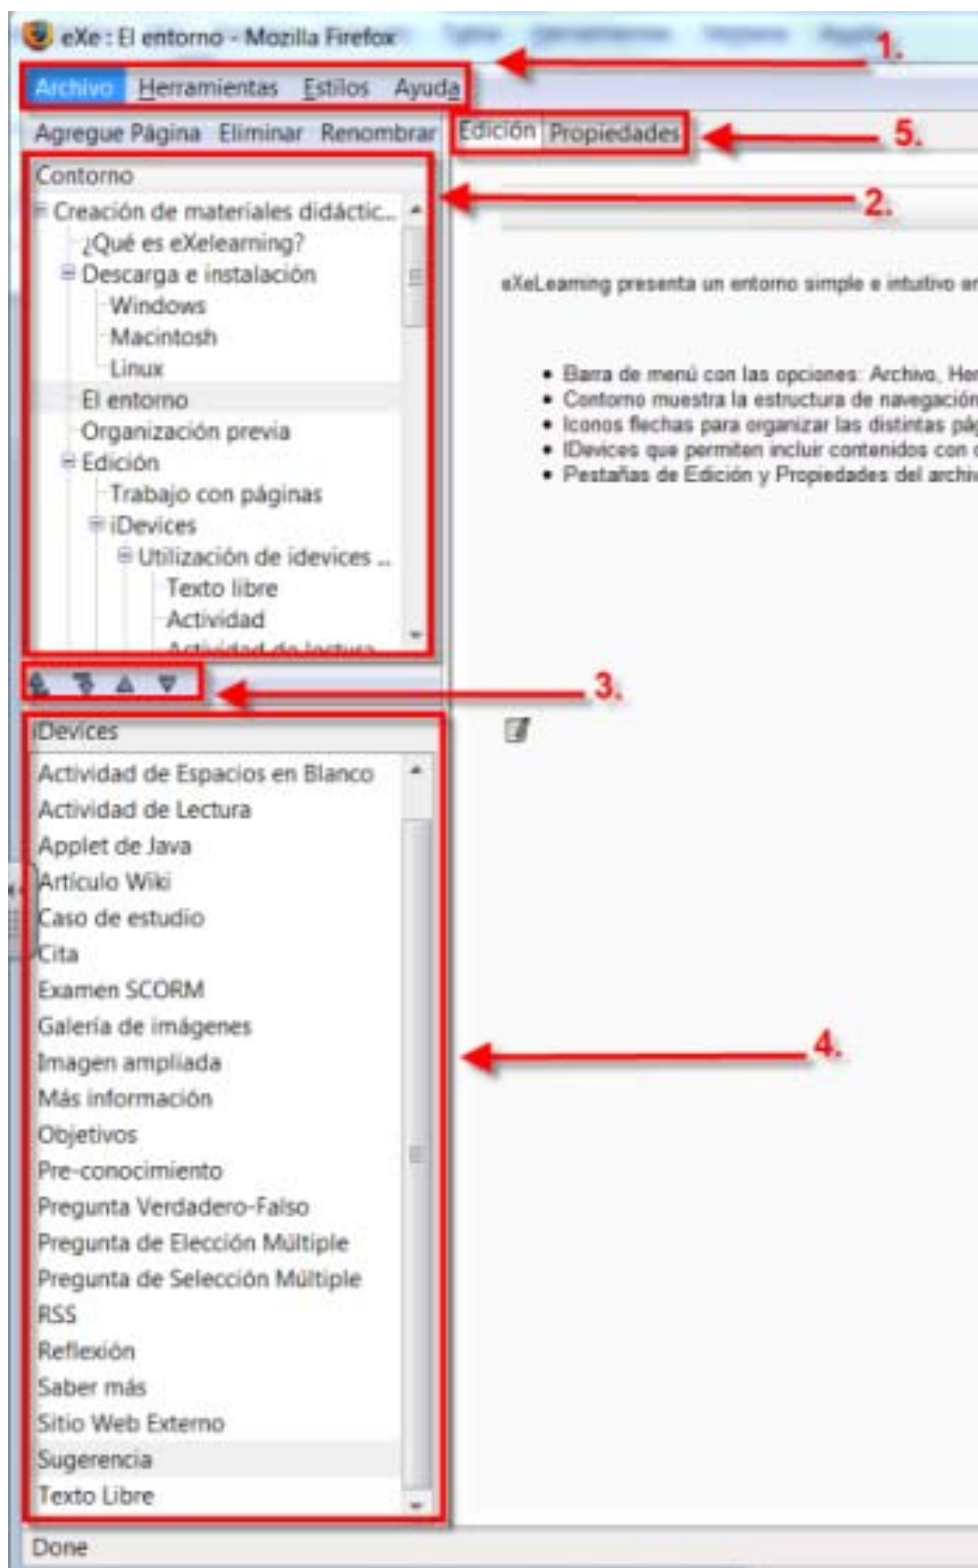 eXe : El entorno - Mozilla Firefox
1.
Archivo Herramientas Estilos Ayuda
Agregue Página Eliminar Renombrar
Edición Propiedades
5.
Contorno
2.
Creación de materiales didáctic...
¿Qué es eXelearning?
Descarga e instalación
Windows
Macintosh
Linux
El entorno
Organización previa
Edición
Trabajo con páginas
iDevices
Utilización de idevices ...
Texto libre
Actividad
Actividad de lectura
eXeLearning presenta un entorno simple e intuitivo en
Barra de menú con las opciones: Archivo, Her
Contorno muestra la estructura de navegación
Iconos flechas para organizar las distintas pág
IDevices que permiten incluir contenidos con
Pestañas de Edición y Propiedades del archiv
3.
iDevices
Actividad de Espacios en Blanco
Actividad de Lectura
Applet de Java
Artículo Wiki
Caso de estudio
Cita
Examen SCORM
Galería de imágenes
Imagen ampliada
4.
Más información
Objetivos
Pre-conocimiento
Pregunta Verdadero-Falso
Pregunta de Elección Múltiple
Pregunta de Selección Múltiple
RSS
Reflexión
Saber más
Sitio Web Externo
Sugerencia
Texto Libre
Done